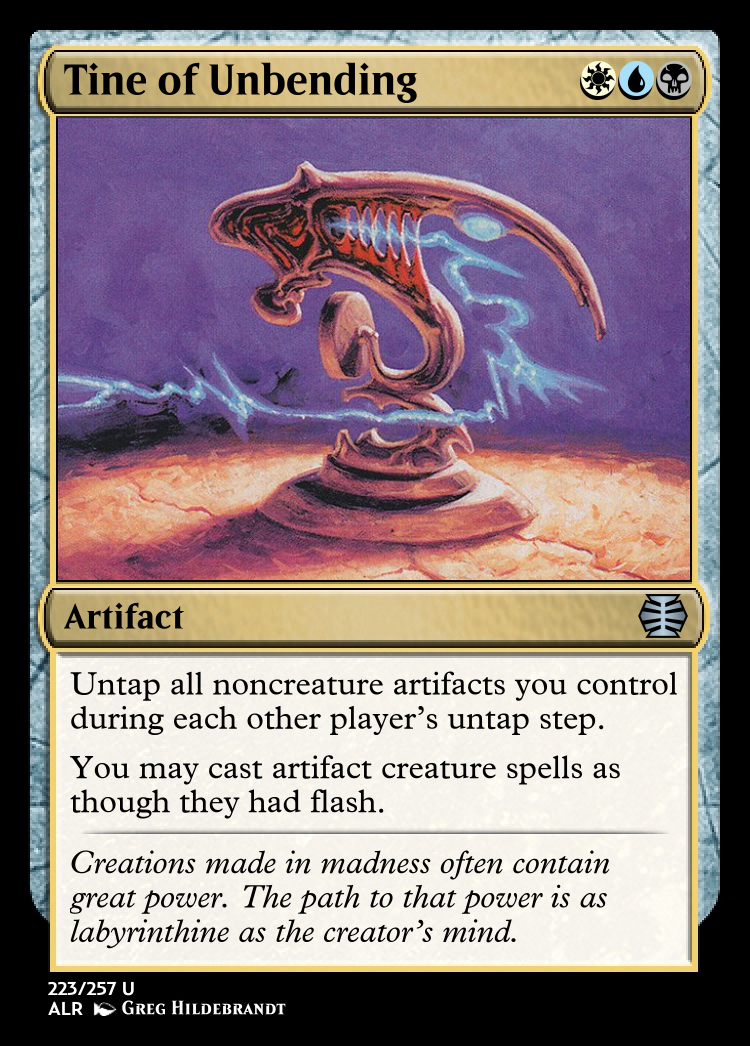 Tine of Unbending
Artifact
Untap all noncreature artifacts you control
during each other player's untap step.
You may cast artifact creature spells as
though they had flash.
Creations made in madness often contain
great power. The path to that power is as
labyrinthine as the creator's mind.
223/257 U
ALR Greg Hildebrandt